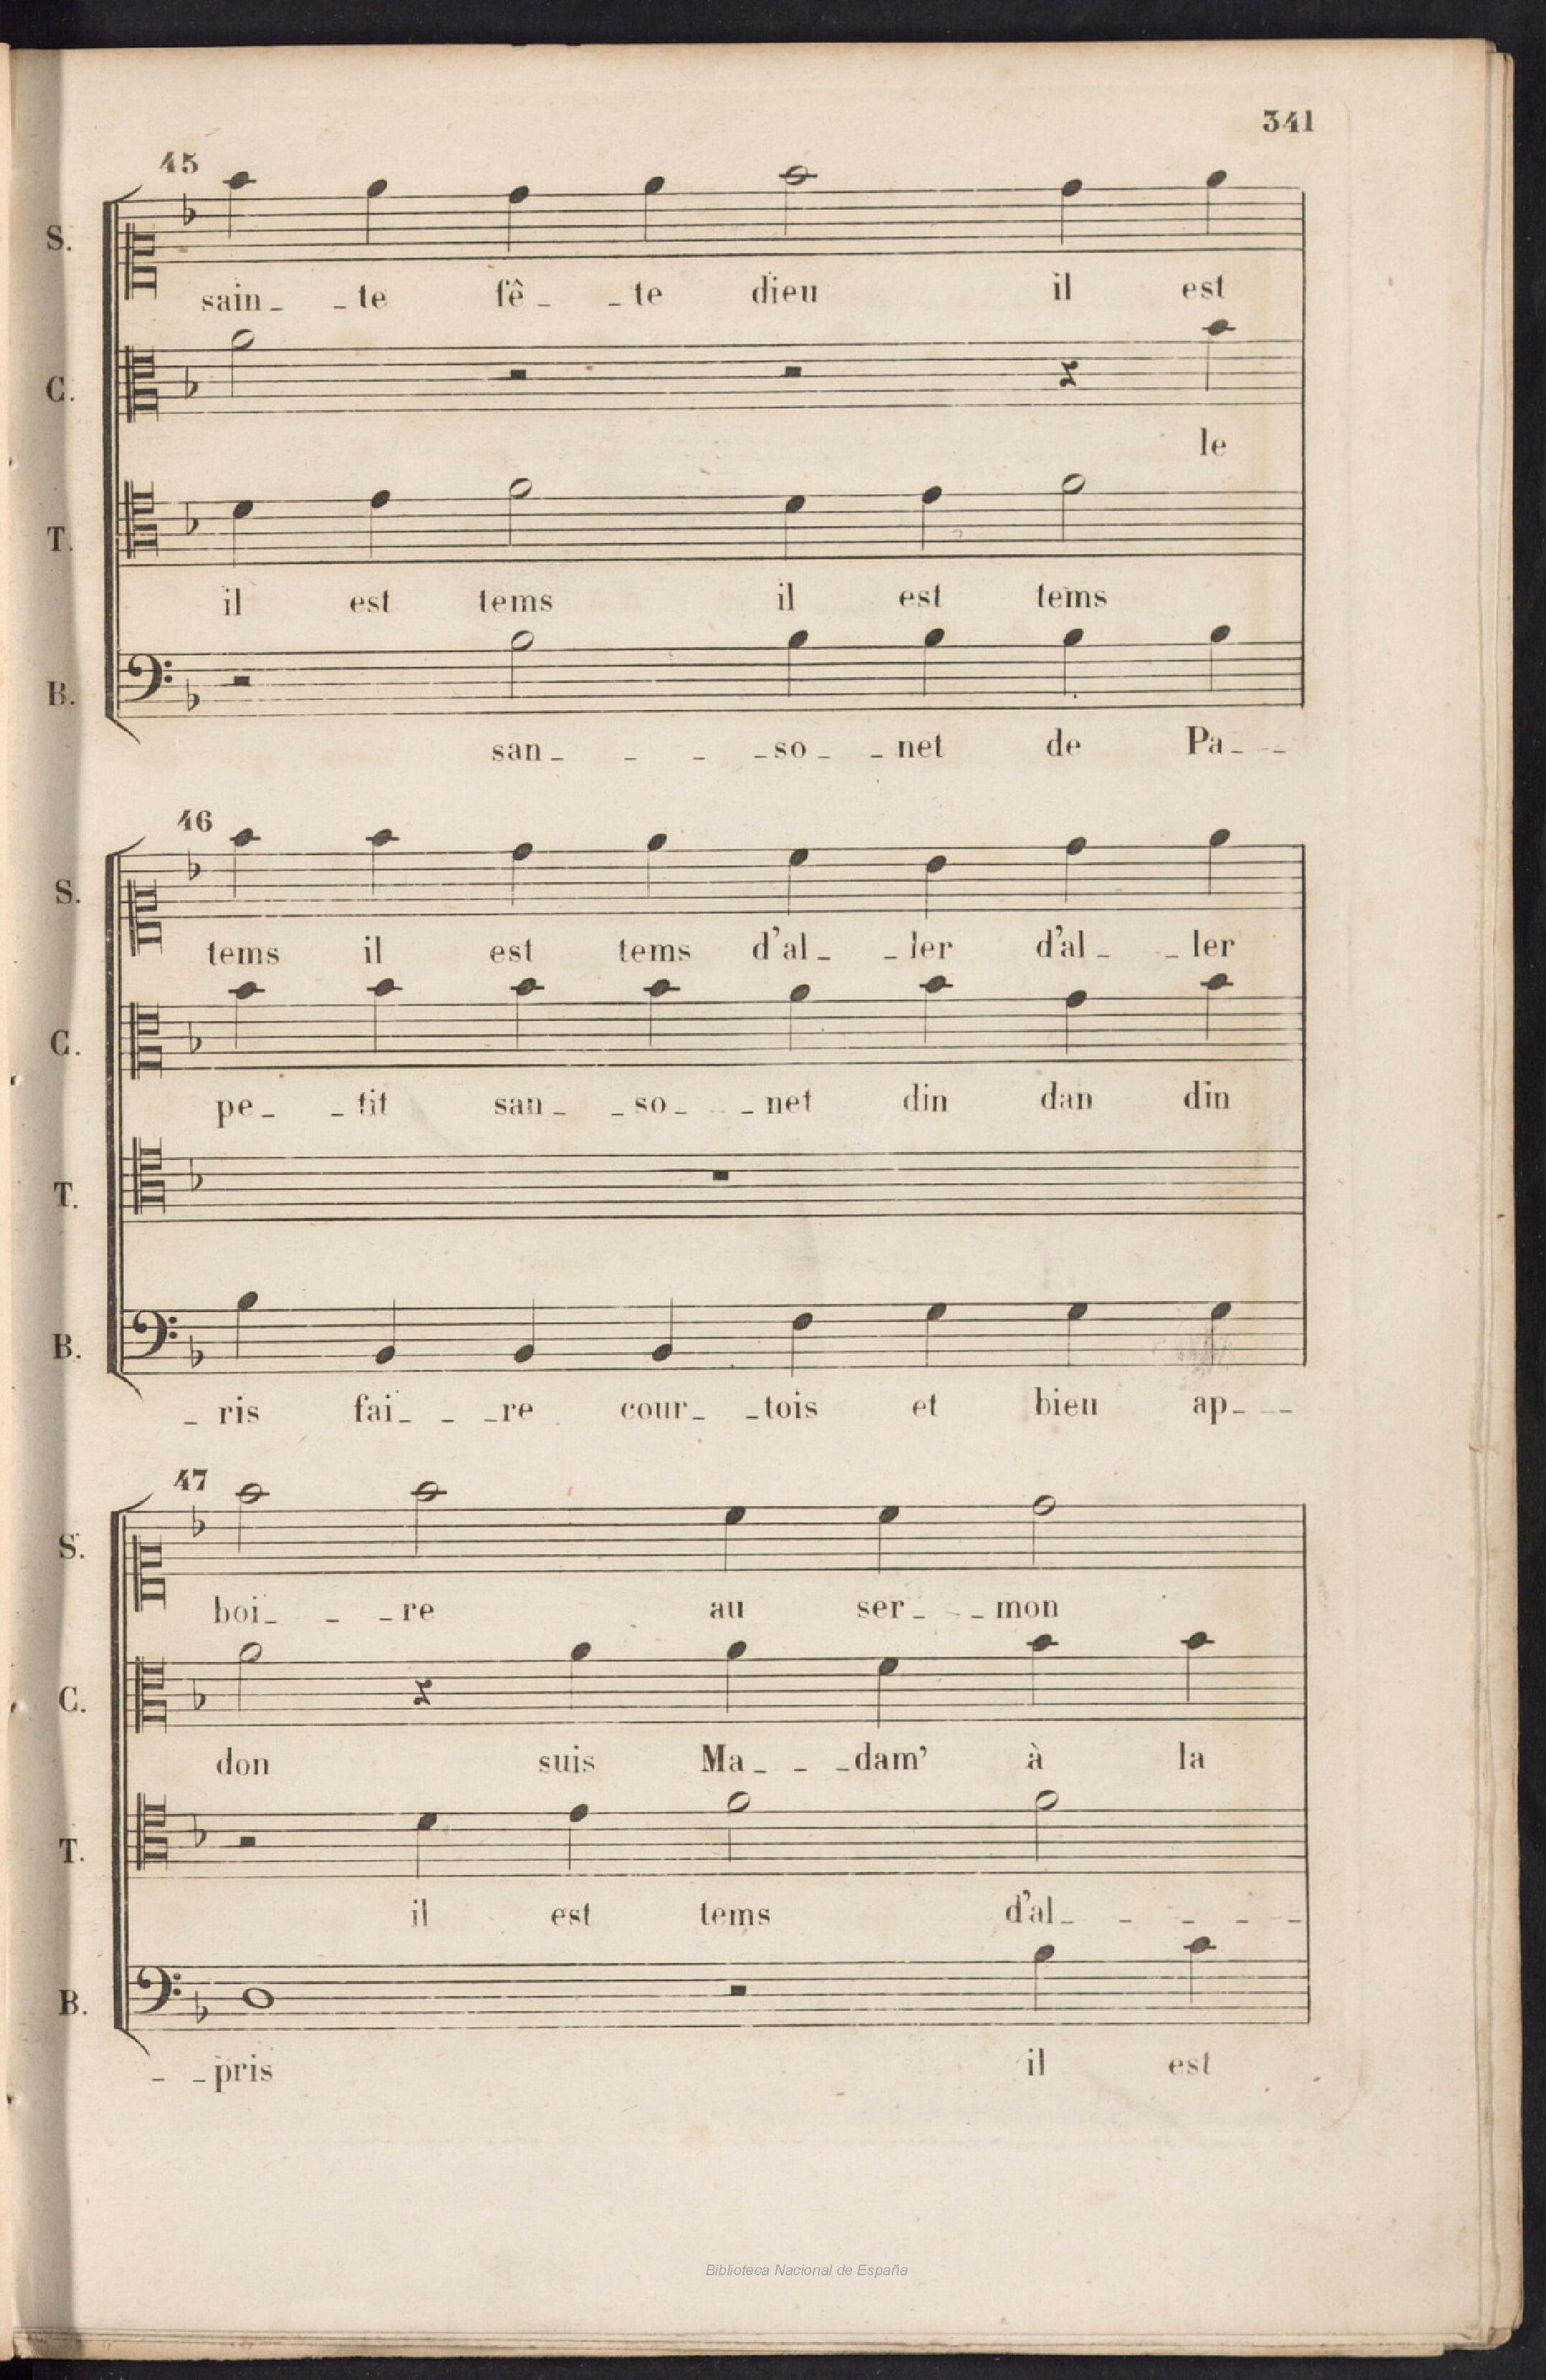 341
45
S.
sain_ _te fê_ _te dieu il est
C.
le
T.
il est tems il est tems
B.
san_ _ _ _so_ _net de Pa_ _
46
S.
tems il est tems d'al_ _ler d'al_ _ler
C.
pe_ _tit san_ _so_ _net din dan din
T.
B.
_ris fai_ _ _re cour_ _tois et bien ap_ _
47
S.
boi_ _ _re au ser_ _mon
C.
don suis Ma_ _ _dam' à la
T.
il est tems d'al_ _ _ _ _
B.
_ _pris il est
Biblioteca Nacional de España